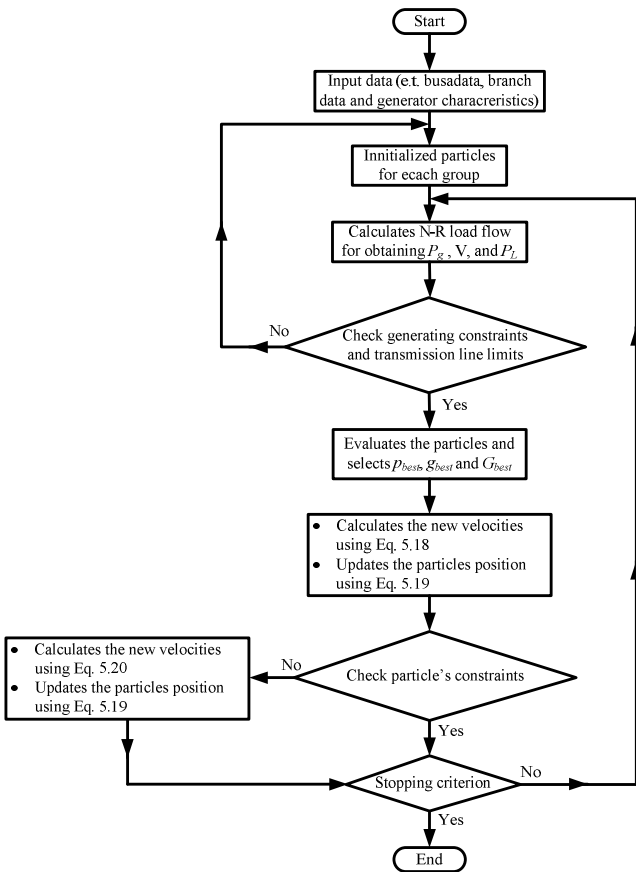 Start
Input data (e.t. busadata, branch
data and generator characreristics)
Innitialized particles
for ecach group
Calculates N-R load flow
for obtaining Pg , V, and PL
Check generating constraints
and transmission line limits
No
Yes
Evaluates the particles and
selects pbest, gbest and Gbest
• Calculates the new velocities
using Eq. 5.18
• Updates the particles position
using Eq. 5.19
Check particle's constraints
No
• Calculates the new velocities
using Eq. 5.20
• Updates the particles position
using Eq. 5.19
Yes
Stopping criterion
No
Yes
End